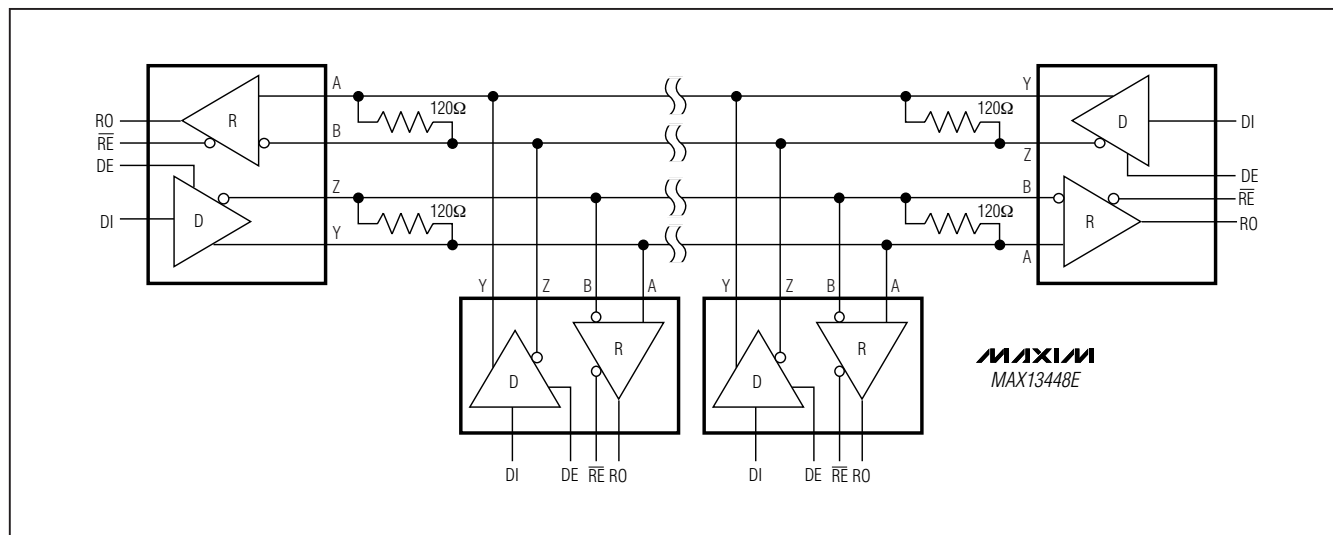 A
Y
120Ω
120Ω
RO
R
D
DI
RE
B
Z
DE
DE
Z
B
RE
DI
D
120Ω
120Ω
R
RO
Y
A
Y
Z
B
A
Y
Z
B
A
R
R
D
D
MAXIM
MAX13448E
DI
DE
RE
RO
DI
DE
RE
RO